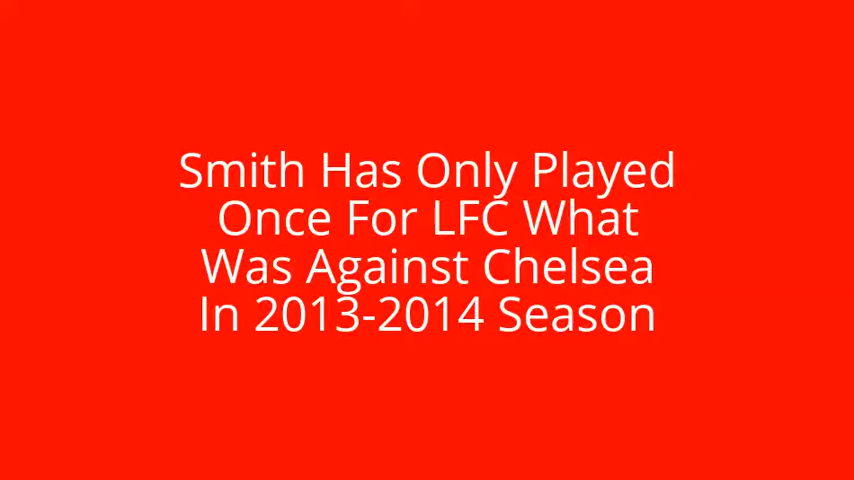 Smith Has Only Played
Once For LFC What
Was Against Chelsea
In 2013-2014 Season